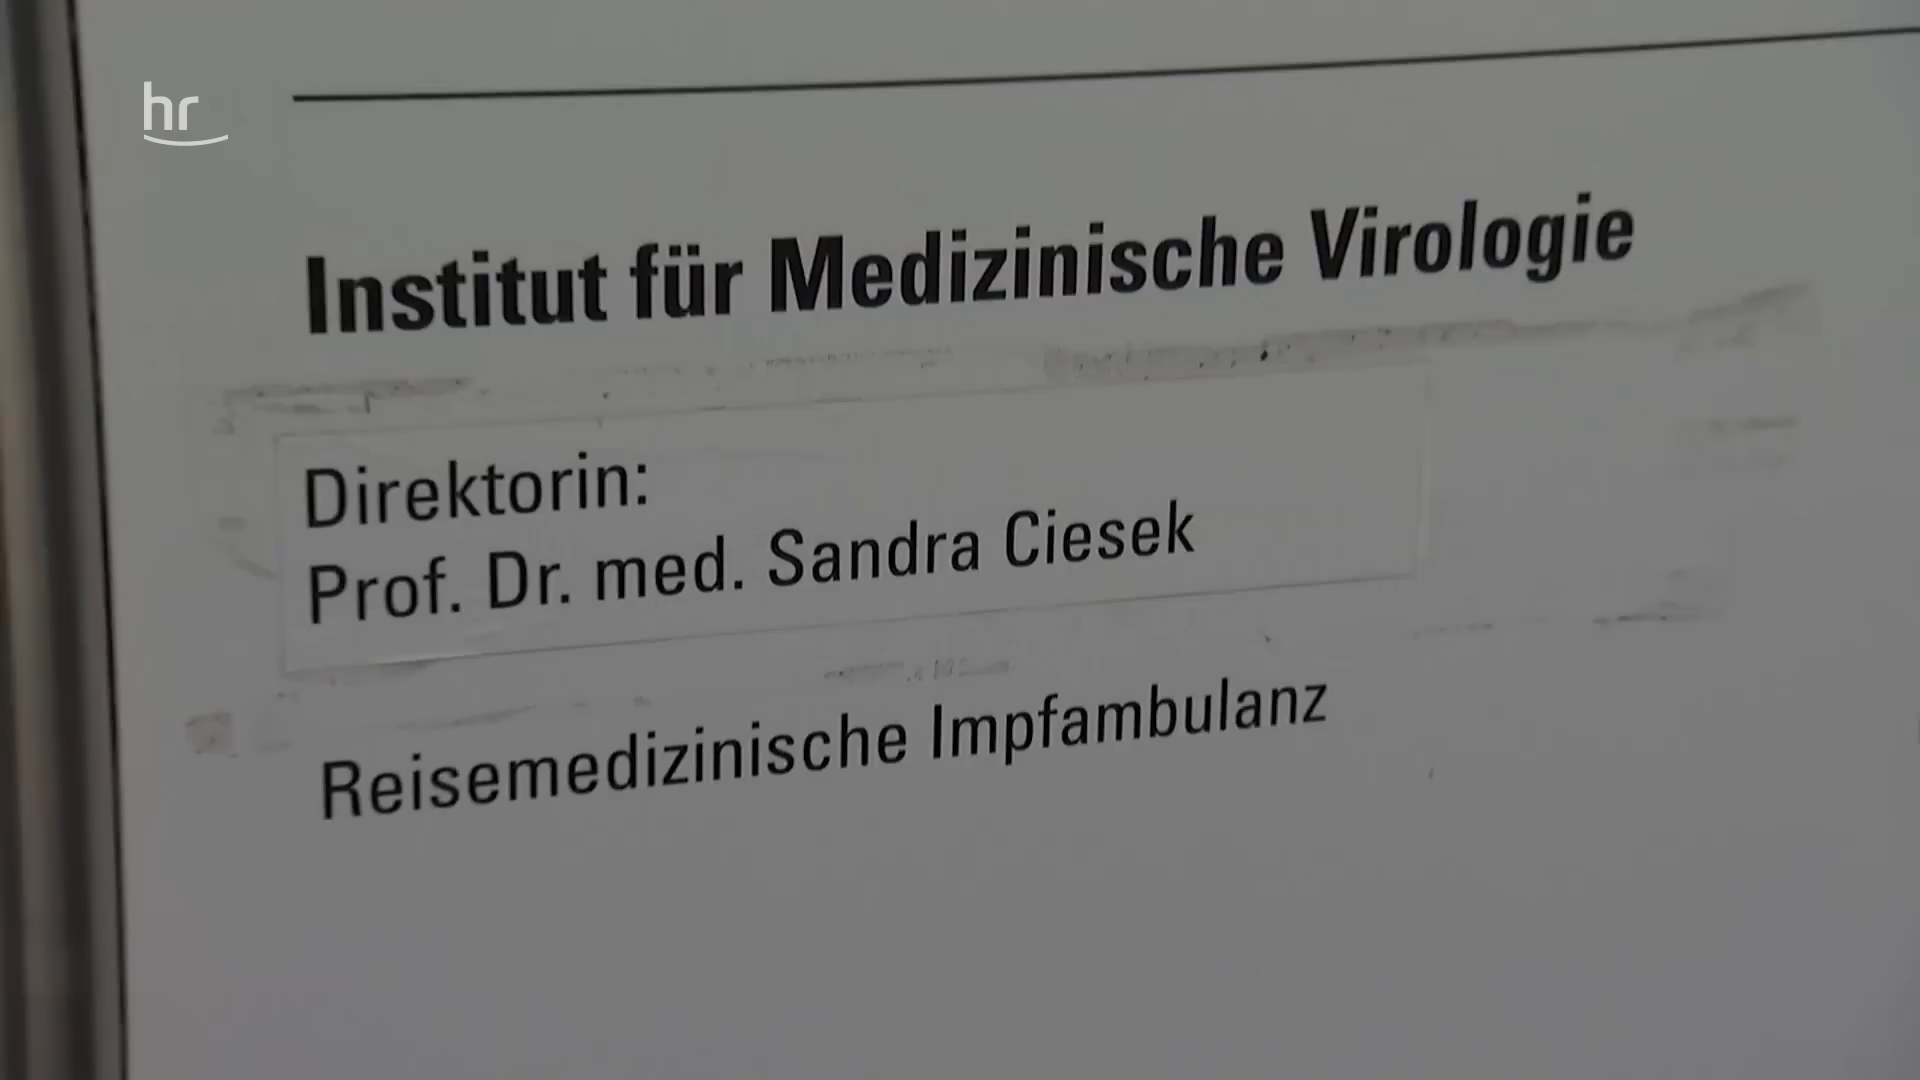 hr
Institut für Medizinische Virologie
Direktorin:
Prof. Dr. med. Sandra Ciesek
Reisemedizinische Impfambulanz